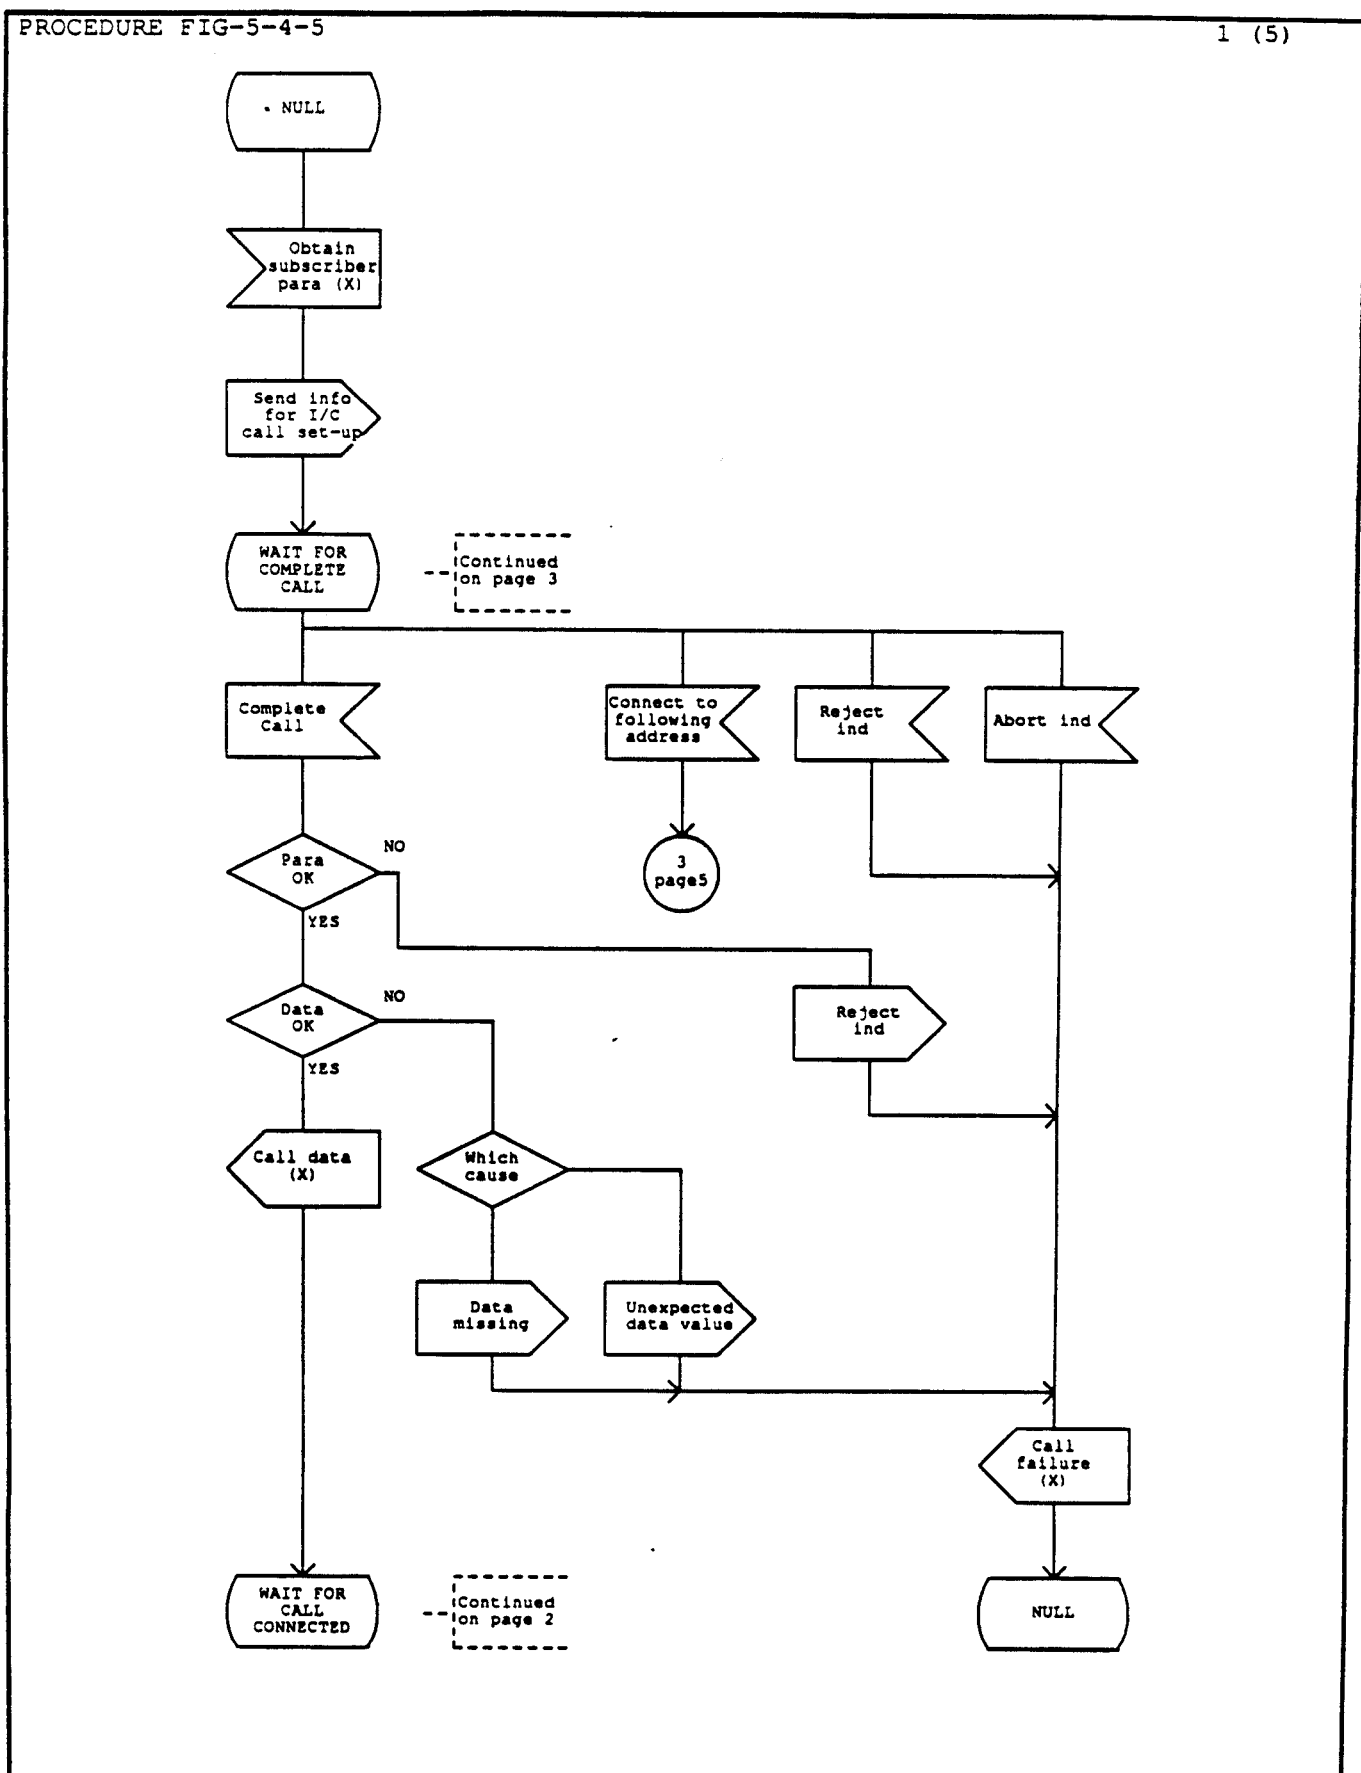 PROCEDURE FIG-5-4-5
1 (5)
NULL
Obtain
subscriber
para (X)
Send info
for I/C
call set-up
WAIT FOR
COMPLETE
CALL
Continued
on page 3
Complete
Call
Connect to
following
address
Reject
ind
Abort ind
Para
OK
NO
YES
3
page5
Data
OK
NO
YES
Reject
ind
Call data
(X)
Which
cause
Data
missing
Unexpected
data value
Call
failure
(X)
WAIT FOR
CALL
CONNECTED
Continued
on page 2
NULL